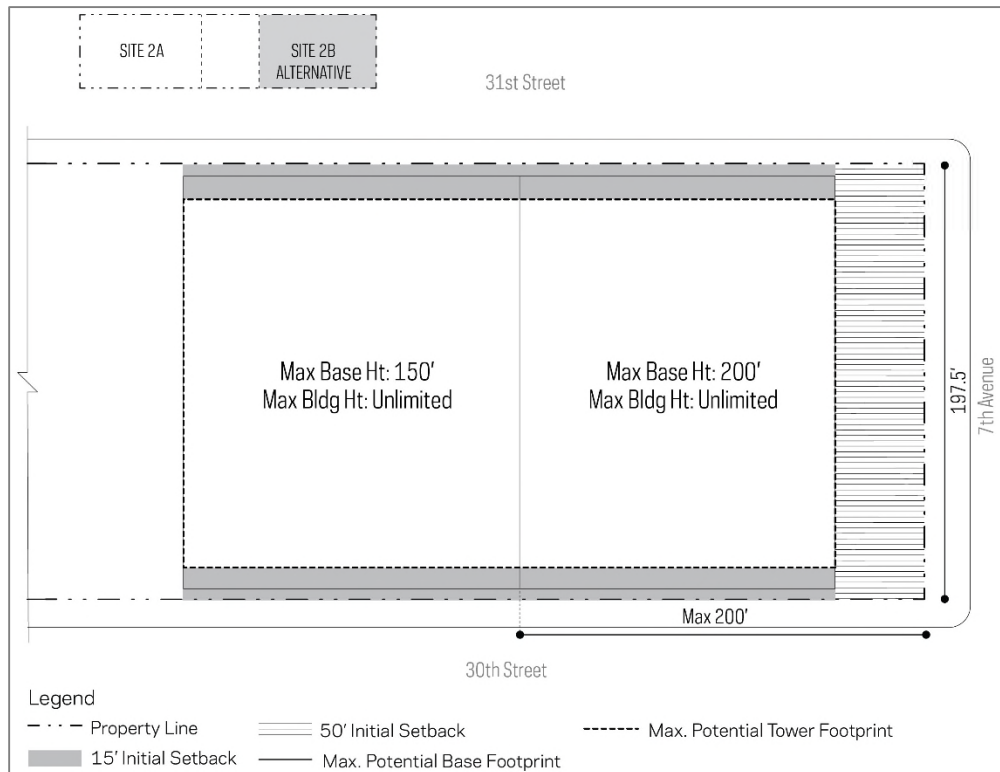 SITE 2A
SITE 2B
ALTERNATIVE
31st Street
Max Base Ht: 150'
Max Bldg Ht: Unlimited
Max Base Ht: 200'
Max Bldg Ht: Unlimited
197.5'
7th Avenue
Max 200'
30th Street
Legend
Property Line
50' Initial Setback
Max. Potential Tower Footprint
15' Initial Setback
Max. Potential Base Footprint